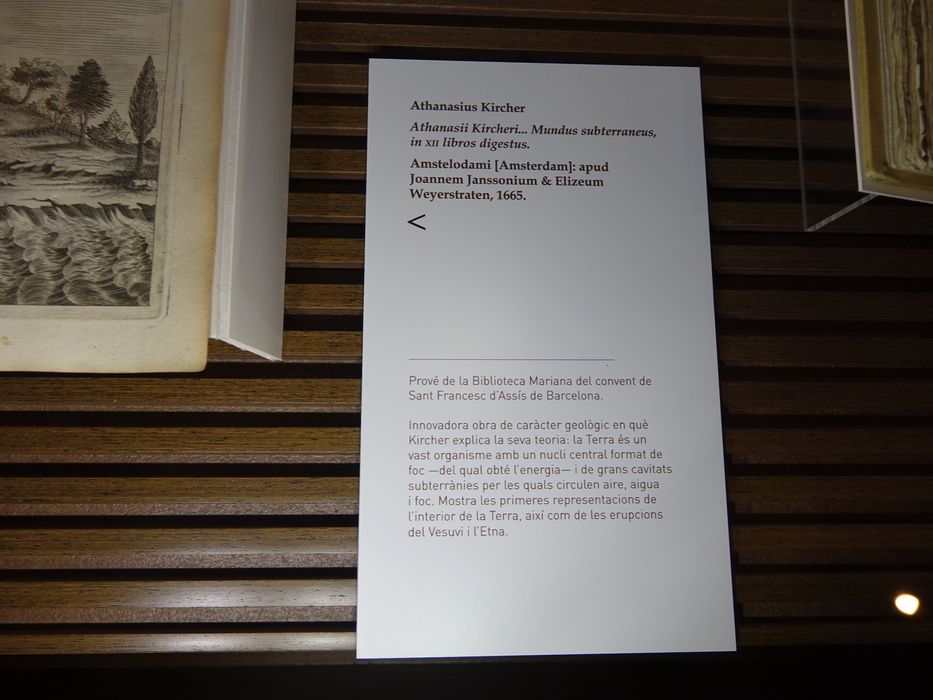 Athanasius Kircher
Athanasii Kircheri... Mundus subterraneus,
in XII libros digestus.
Amstelodami [Amsterdam]: apud
Joannem Janssonium & Elizeum
Weyerstraten, 1665.
<
Prové de la Biblioteca Mariana del convent de
Sant Francesc d'Assís de Barcelona.
Innovadora obra de caràcter geològic en què
Kircher explica la seva teoria: la Terra és un
vast organisme amb un nucli central format de
foc —del qual obté l'energia— i de grans cavitats
subterrànies per les quals circulen aire, aigua
i foc. Mostra les primeres representacions de
l'interior de la Terra, així com de les erupcions
del Vesuvi i l'Etna.